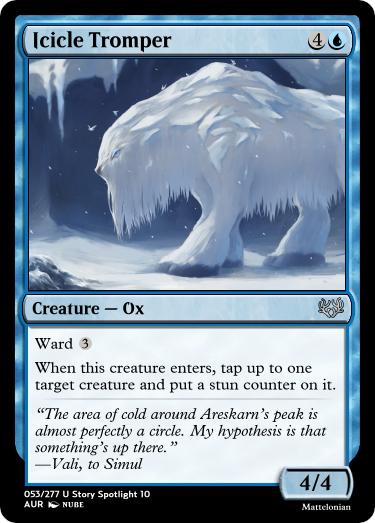 Icicle Tromper 4
Creature — Ox
Ward 3
When this creature enters, tap up to one
target creature and put a stun counter on it.
“The area of cold around Areskarn’s peak is
almost perfectly a circle. My hypothesis is that
something’s up there.”
—Vali, to Simul
4/4
053/277 U Story Spotlight 10
AUR NUBE
Mattelonian